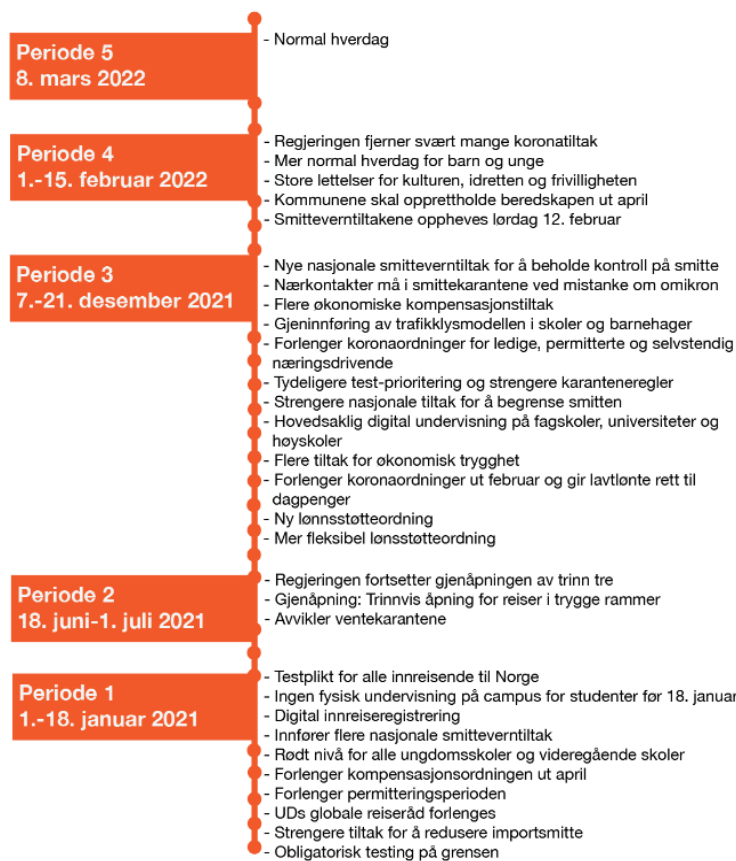 Periode 5
8. mars 2022
- Normal hverdag
Periode 4
1.-15. februar 2022
- Regjeringen fjerner svært mange koronatiltak
- Mer normal hverdag for barn og unge
- Store lettelser for kulturen, idretten og frivilligheten
- Kommunene skal opprettholde beredskapen ut april
- Smitteverntiltakene oppheves lørdag 12. februar
Periode 3
7.-21. desember 2021
- Nye nasjonale smitteverntiltak for å beholde kontroll på smitte
- Nærkontakter må i smittekarantene ved mistanke om omikron
- Flere økonomiske kompensasjonstiltak
- Gjeninnføring av trafikklysmodellen i skoler og barnehager
- Forlenger koronaordninger for ledige, permitterte og selvstendig
næringsdrivende
- Tydeligere test-prioritering og strengere karanteneregler
- Strengere nasjonale tiltak for å begrense smitten
- Hovedsaklig digital undervisning på fagskoler, universiteter og
høyskoler
- Flere tiltak for økonomisk trygghet
- Forlenger koronaordninger ut februar og gir lavtlønte rett til
dagpenger
- Ny lønnsstøtteordning
- Mer fleksibel lønsstøtteordning
Periode 2
18. juni-1. juli 2021
- Regjeringen fortsetter gjenåpningen av trinn tre
- Gjenåpning: Trinnvis åpning for reiser i trygge rammer
- Avvikler ventekarantene
Periode 1
1.-18. januar 2021
- Testplikt for alle innreisende til Norge
- Ingen fysisk undervisning på campus for studenter før 18. januar
- Digital innreiseregistrering
- Innfører flere nasjonale smitteverntiltak
- Rødt nivå for alle ungdomsskoler og videregående skoler
- Forlenger kompensasjonsordningen ut april
- Forlenger permitteringsperioden
- UDs globale reiseråd forlenges
- Strengere tiltak for å redusere importsmitte
- Obligatorisk testing på grensen